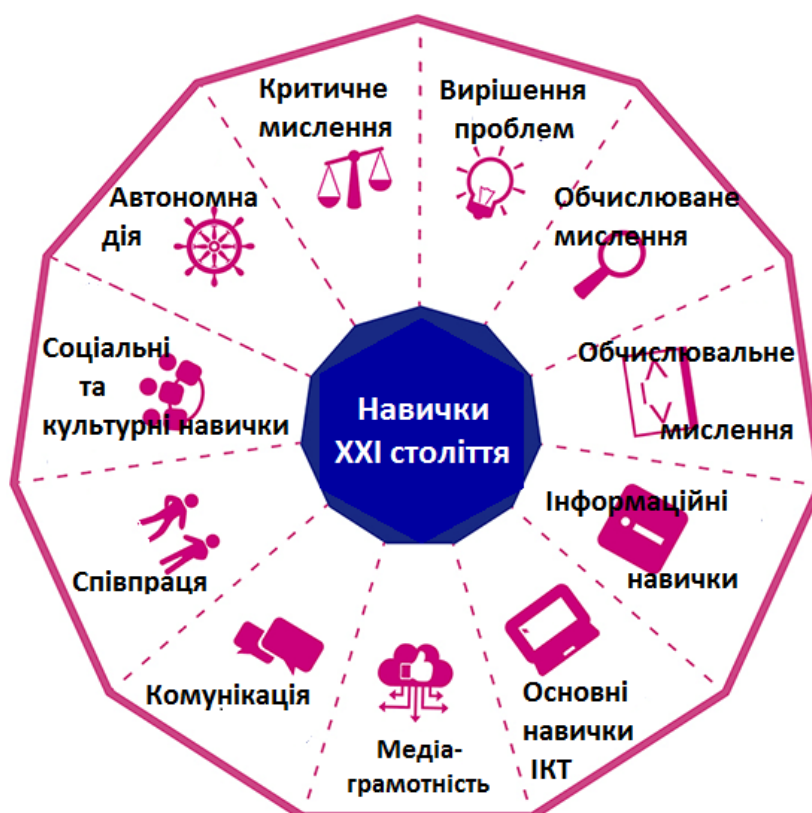 Навички
XXI століття
Критичне
мислення
Вирішення
проблем
Обчислюване
мислення
Обчислювальне
мислення
Інформаційні
навички
Основні
навички
ІКТ
Медіа-
грамотність
Комунікація
Співпраця
Соціальні
та
культурні навички
Автономна
дія